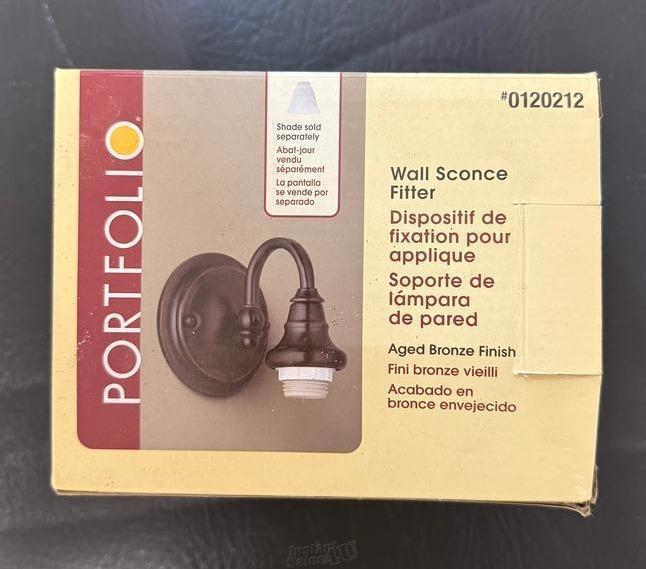 PORTFOLIO
Shade sold
separately
Abat-jour
vendu
séparément
La pantalla
se vende por
separado
#0120212
Wall Sconce
Fitter
Dispositif de
fixation pour
applique
Soporte de
lámpara
de pared
Aged Bronze Finish
Fini bronze vieilli
Acabado en
bronce envejecido
Instant
Sales